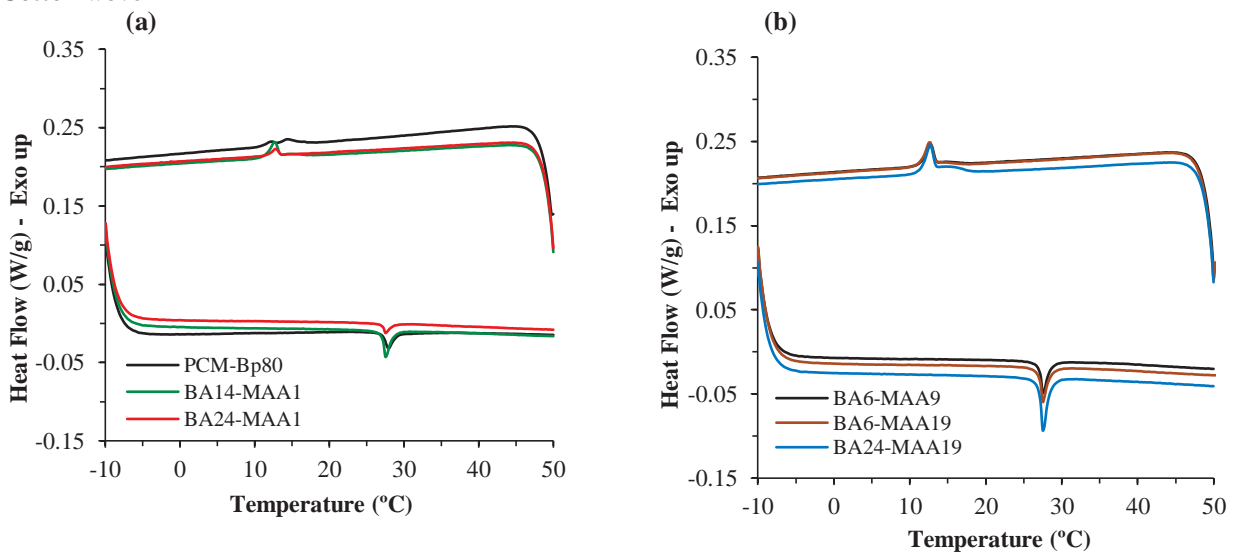 (a)
0.35
0.25
0.15
0.05
-0.05
-0.15
Heat Flow (W/g) - Exo up
PCM-Bp80
BA14-MAA1
BA24-MAA1
-10 0 10 20 30 40 50
Temperature (ºC)
(b)
0.35
0.25
0.15
0.05
-0.05
-0.15
Heat Flow (W/g) - Exo up
BA6-MAA9
BA6-MAA19
BA24-MAA19
-10 0 10 20 30 40 50
Temperature (ºC)